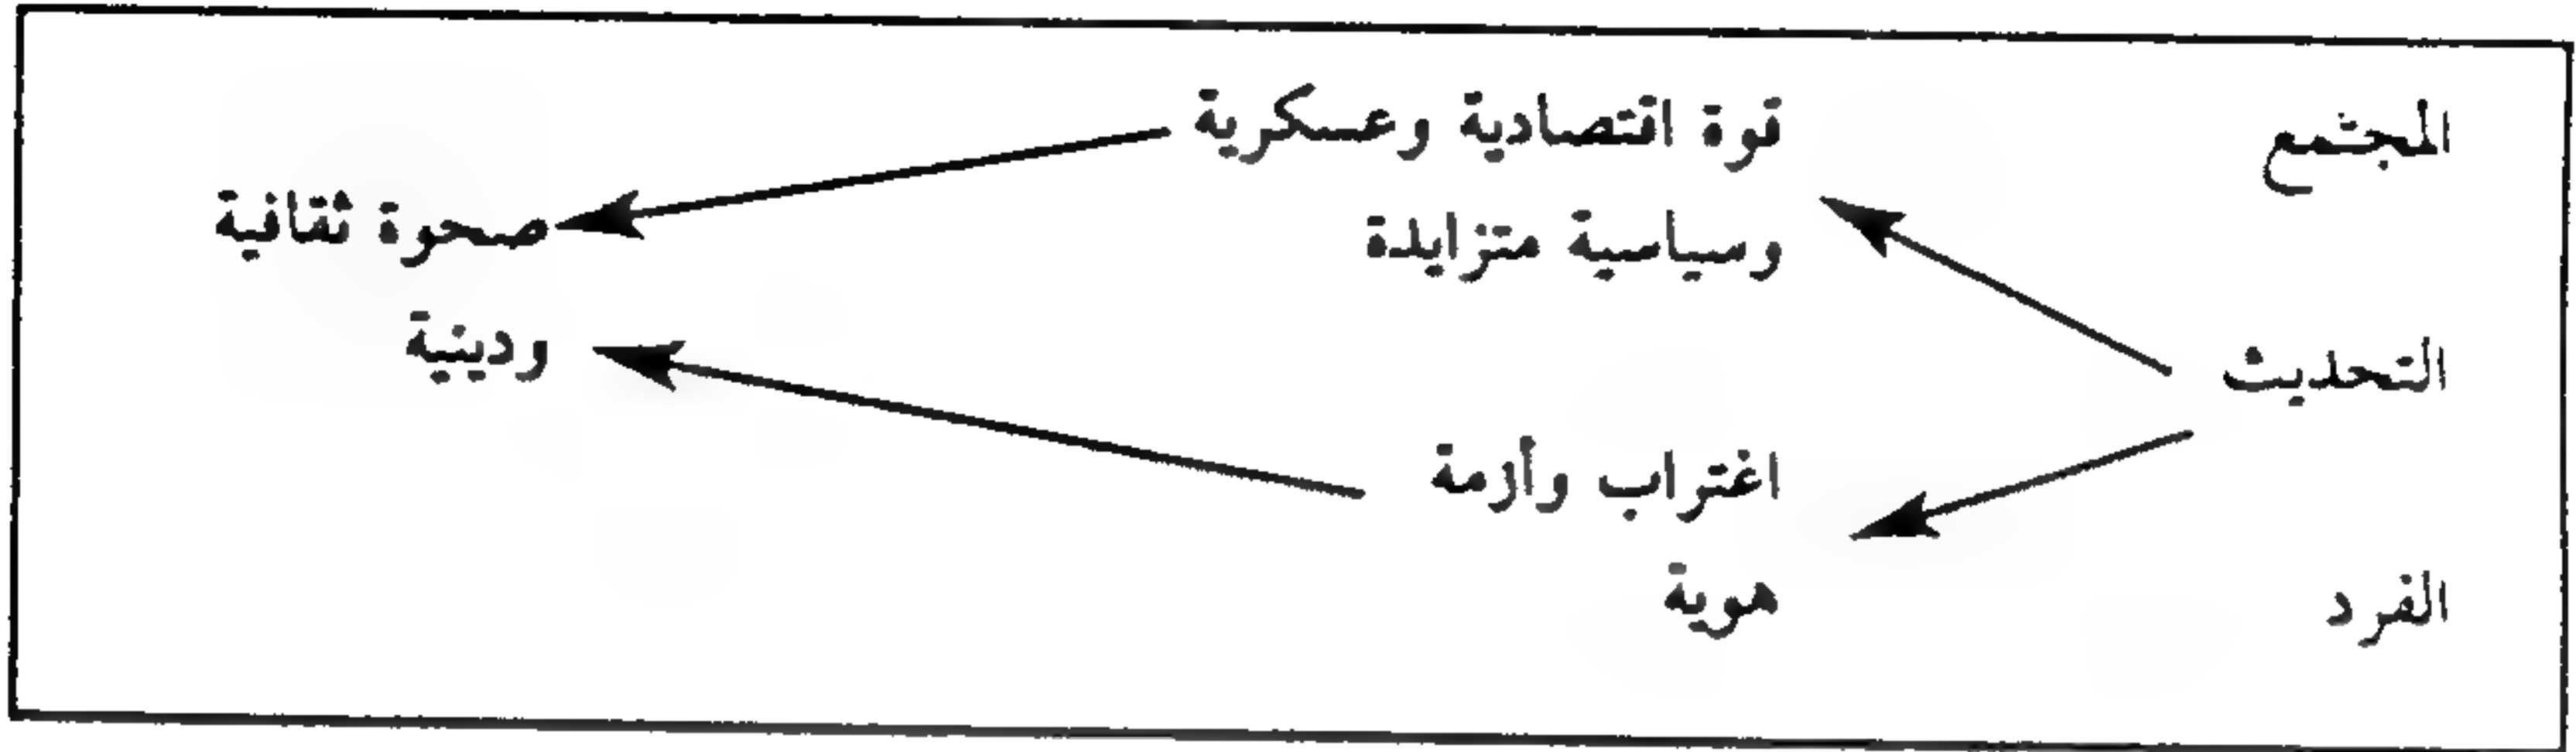 المجتمع
قوة اقتصادية وعسكرية
وسياسية متزايدة
صحوة ثقافية
ودينية
التحديث
اغتراب وأزمة
هوية
الفرد